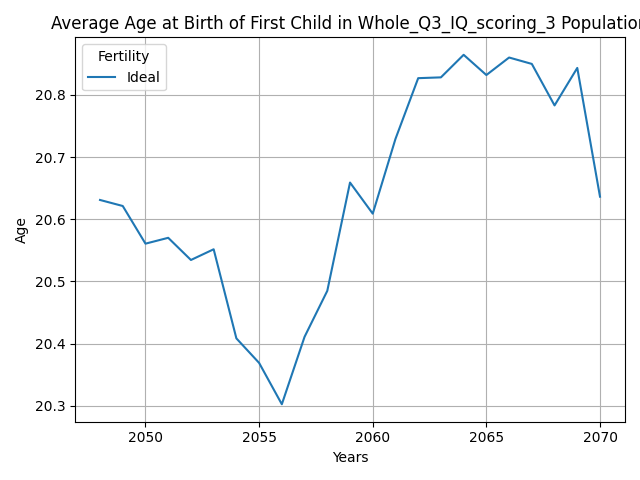 Average Age at Birth of First Child in Whole_Q3_IQ_scoring_3 Population
Fertility
Ideal
20.8
20.7
20.6
20.5
20.4
20.3
Age
2050 2055 2060 2065 2070
Years